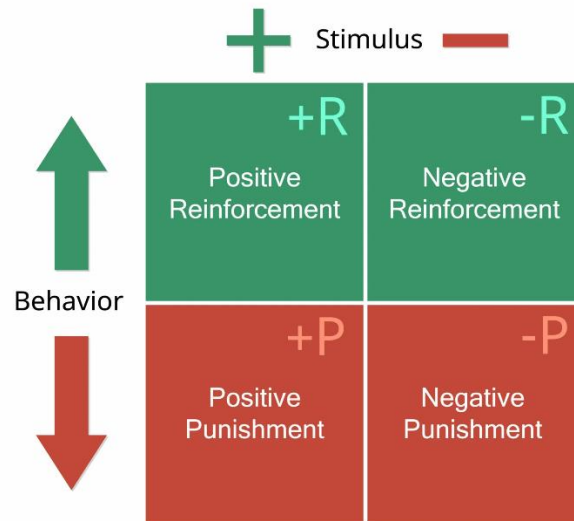 Stimulus
+R
-R
Positive
Reinforcement
Negative
Reinforcement
Behavior
+P
-P
Positive
Punishment
Negative
Punishment